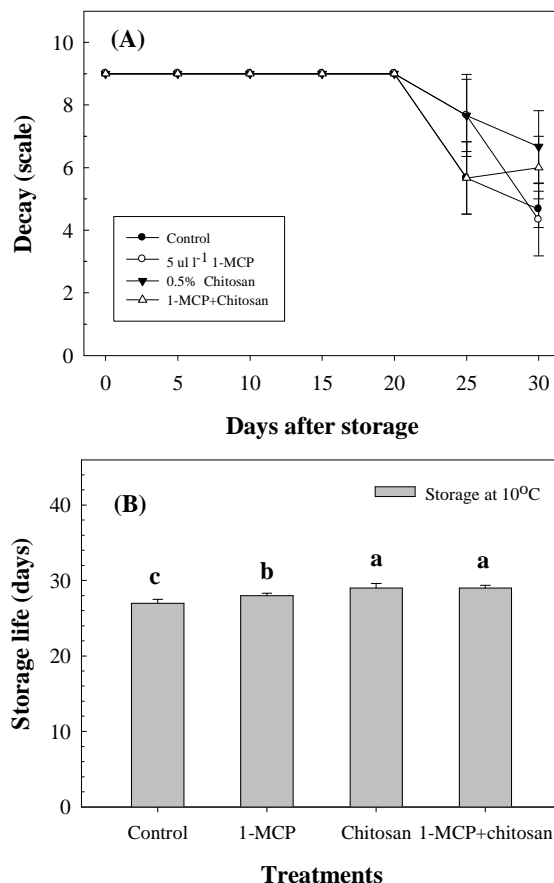 (A)
10
8
6
4
2
0
Decay (scale)
Control
5 ul l⁻¹ 1-MCP
0.5% Chitosan
1-MCP+Chitosan
0 5 10 15 20 25 30
Days after storage
(B)
Storage at 10°C
40
30
20
10
0
Storage life (days)
c b a a
Control 1-MCP Chitosan 1-MCP+chitosan
Treatments